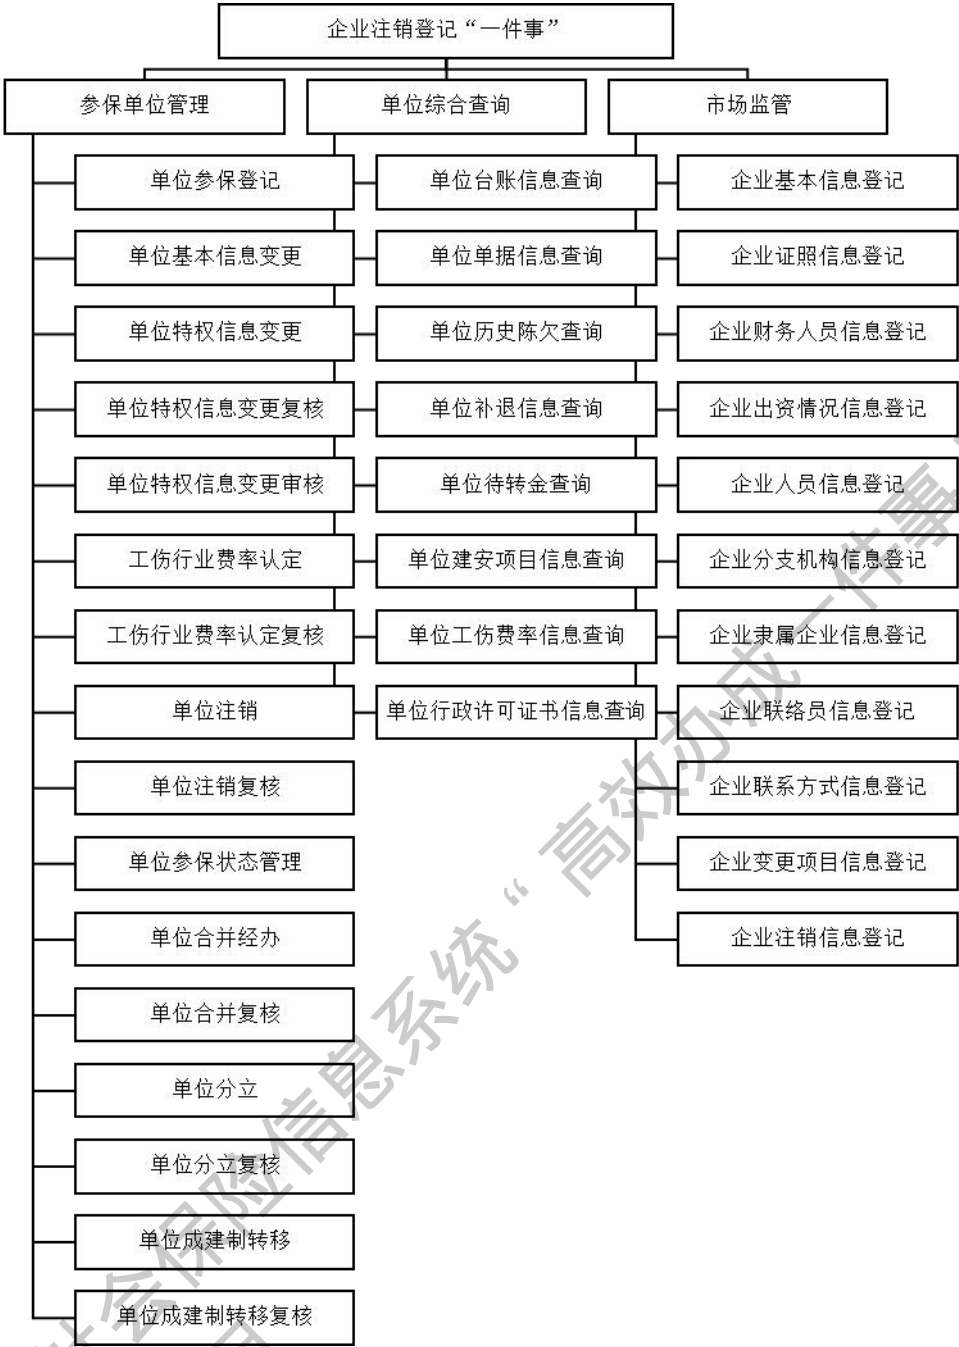 企业注销登记“一件事”
参保单位管理
单位参保登记
单位基本信息变更
单位特权信息变更
单位特权信息变更复核
单位特权信息变更审核
工伤行业费率认定
工伤行业费率认定复核
单位注销
单位注销复核
单位参保状态管理
单位合并经办
单位合并复核
单位分立
单位分立复核
单位成建制转移
单位成建制转移复核
单位综合查询
单位台账信息查询
单位单据信息查询
单位历史陈欠查询
单位补退信息查询
单位待转金查询
单位建安项目信息查询
单位工伤费率信息查询
单位行政许可证书信息查询
市场监管
企业基本信息登记
企业证照信息登记
企业财务人员信息登记
企业出资情况信息登记
企业人员信息登记
企业分支机构信息登记
企业隶属企业信息登记
企业联络员信息登记
企业联系方式信息登记
企业变更项目信息登记
企业注销信息登记
社会保险信息系统“高效办成一件事